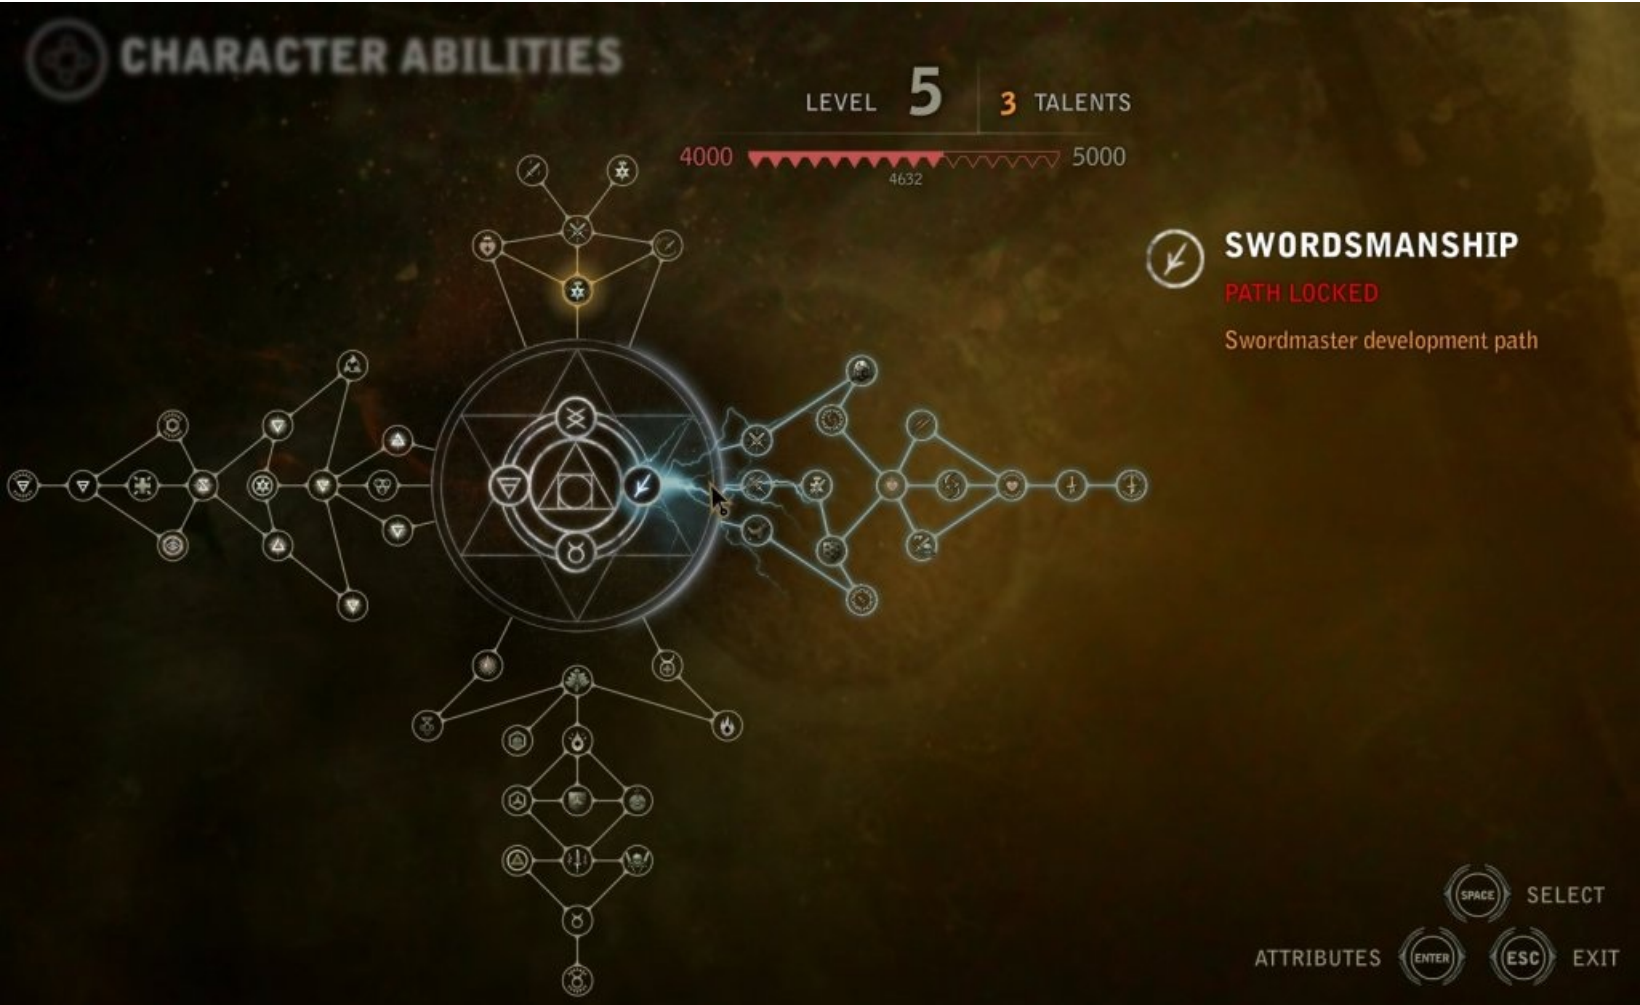 CHARACTER ABILITIES
LEVEL 5
3 TALENTS
4000
5000
4632
SWORDSMANSHIP
PATH LOCKED
Swordmaster development path
SPACE SELECT
ATTRIBUTES ENTER ESC EXIT